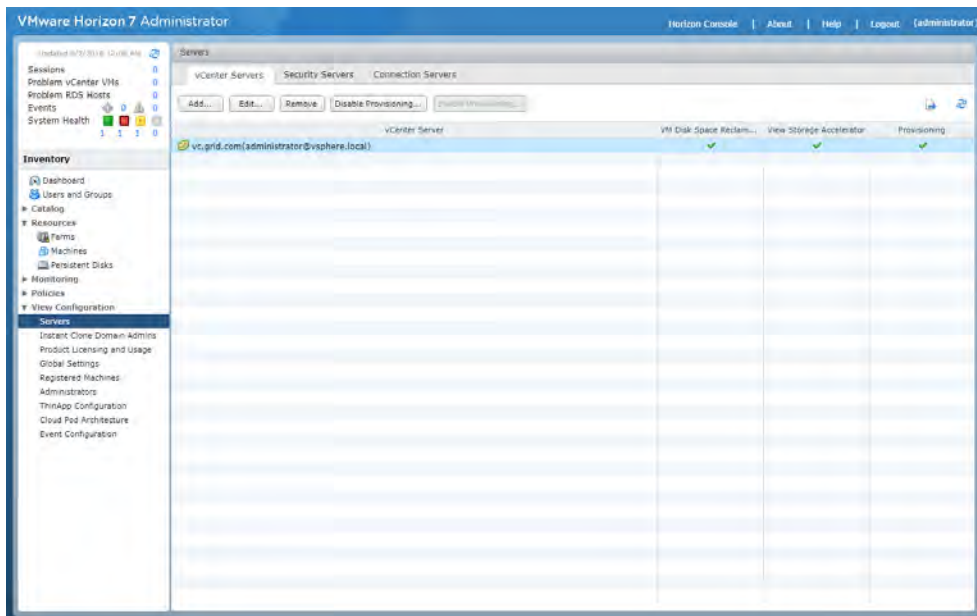 VMware Horizon 7 Administrator
Horizon Console | About | Help | Logout (administrator)
Updated
Sessions 0
Problem vCenter VMs 0
Problem RDS Hosts 0
Events 0 0
System Health
1 1 1 0
Inventory
Dashboard
Users and Groups
Catalog
Resources
Farms
Machines
Persistent Disks
Monitoring
Policies
View Configuration
Servers
Instant Clone Domain Admins
Product Licensing and Usage
Global Settings
Registered Machines
Administrators
ThinApp Configuration
Cloud Pod Architecture
Event Configuration
Servers
vCenter Servers Security Servers Connection Servers
Add... Edit... Remove Disable Provisioning... Enable Provisioning...
vCenter Server VM Disk Space Reclam... View Storage Accelerator Provisioning
vc.grid.com(administrator@vsphere.local)